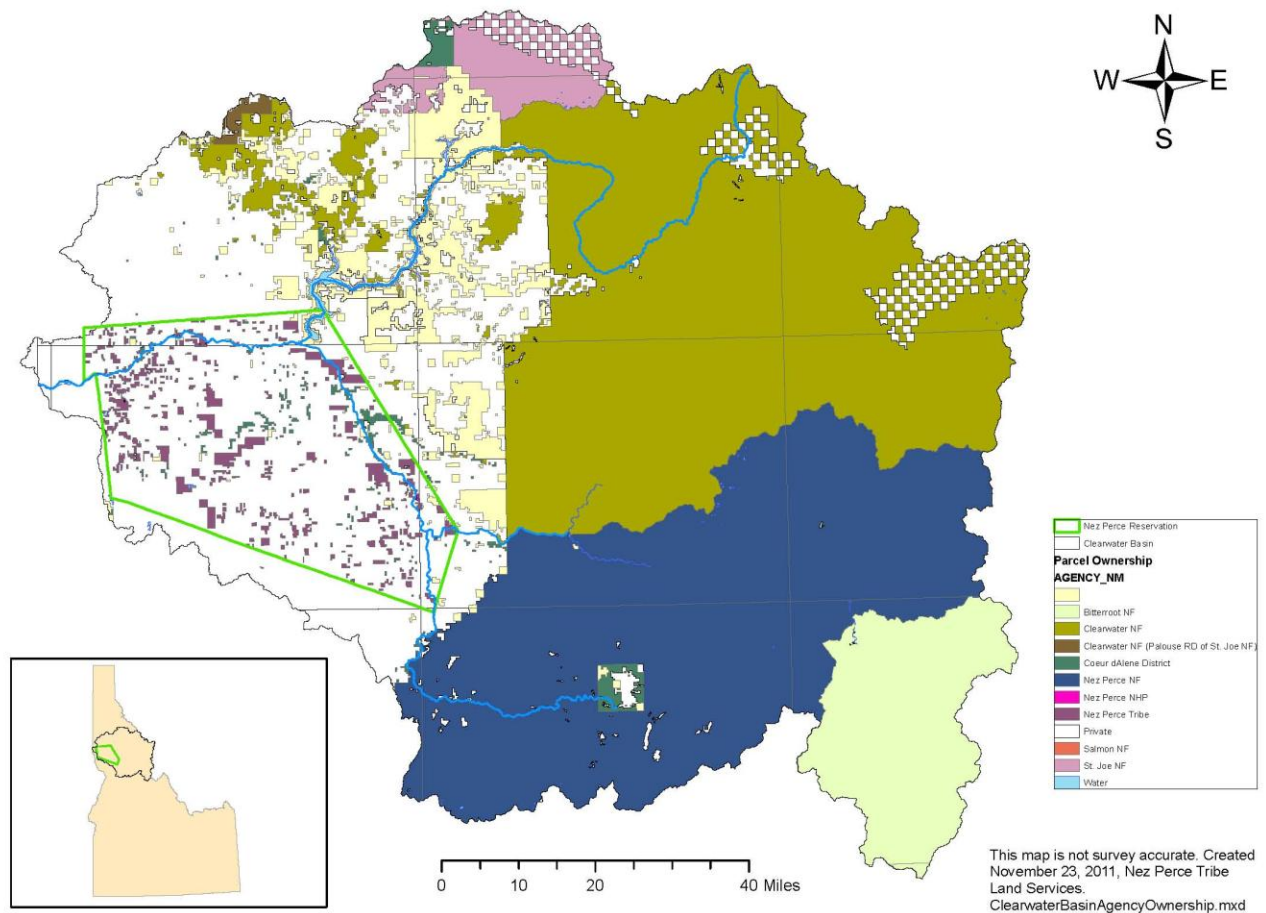 N
W
E
S
Nez Perce Reservation
Clearwater Basin
Parcel Ownership
AGENCY_NM
Bitterroot NF
Clearwater NF
Clearwater NF (Palouse RD of St. Joe NF)
Coeur dAlene District
Nez Perce NF
Nez Perce NHP
Nez Perce Tribe
Private
Salmon NF
St. Joe NF
Water
0 10 20 40 Miles
This map is not survey accurate. Created
November 23, 2011, Nez Perce Tribe
Land Services.
ClearwaterBasinAgencyOwnership.mxd